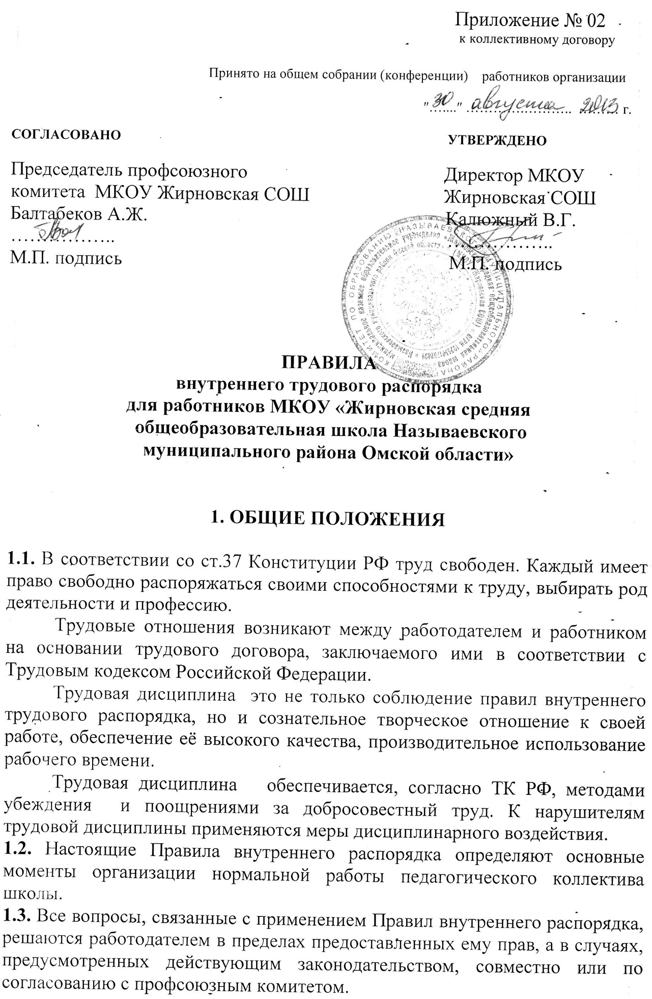 Приложение № 02
к коллективному договору
Принято на общем собрании (конференции) работников организации
"30" августа 2013 г.
СОГЛАСОВАНО
УТВЕРЖДЕНО
Председатель профсоюзного
комитета МКОУ Жирновская СОШ
Балтабеков А.Ж.
……………..
М.П. подпись
Директор МКОУ
Жирновская СОШ
Калюжный В.Г.
……………..
М.П. подпись
КОМИТЕТ ПО ОБРАЗОВАНИЮ НАЗЫВАЕВСКОГО МУНИЦИПАЛЬНОГО РАЙОНА
ПРАВИЛА
внутреннего трудового распорядка
для работников МКОУ «Жирновская средняя
общеобразовательная школа Называевского
муниципального района Омской области»
1. ОБЩИЕ ПОЛОЖЕНИЯ
1.1. В соответствии со ст.37 Конституции РФ труд свободен. Каждый имеет
право свободно распоряжаться своими способностями к труду, выбирать род
деятельности и профессию.
Трудовые отношения возникают между работодателем и работником
на основании трудового договора, заключаемого ими в соответствии с
Трудовым кодексом Российской Федерации.
Трудовая дисциплина это не только соблюдение правил внутреннего
трудового распорядка, но и сознательное творческое отношение к своей
работе, обеспечение её высокого качества, производительное использование
рабочего времени.
Трудовая дисциплина обеспечивается, согласно ТК РФ, методами
убеждения и поощрениями за добросовестный труд. К нарушителям
трудовой дисциплины применяются меры дисциплинарного воздействия.
1.2. Настоящие Правила внутреннего распорядка определяют основные
моменты организации нормальной работы педагогического коллектива
школы.
1.3. Все вопросы, связанные с применением Правил внутреннего распорядка,
решаются работодателем в пределах предоставленных ему прав, а в случаях,
предусмотренных действующим законодательством, совместно или по
согласованию с профсоюзным комитетом.